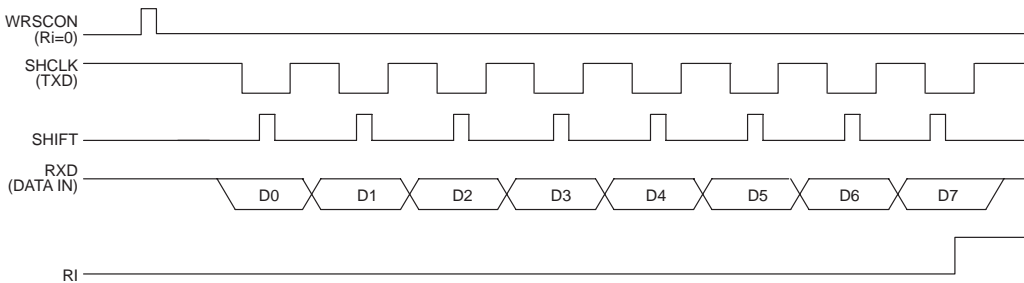 WRSCON
(Ri=0)
SHCLK
(TXD)
SHIFT
RXD
(DATA IN)
D0 D1 D2 D3 D4 D5 D6 D7
RI